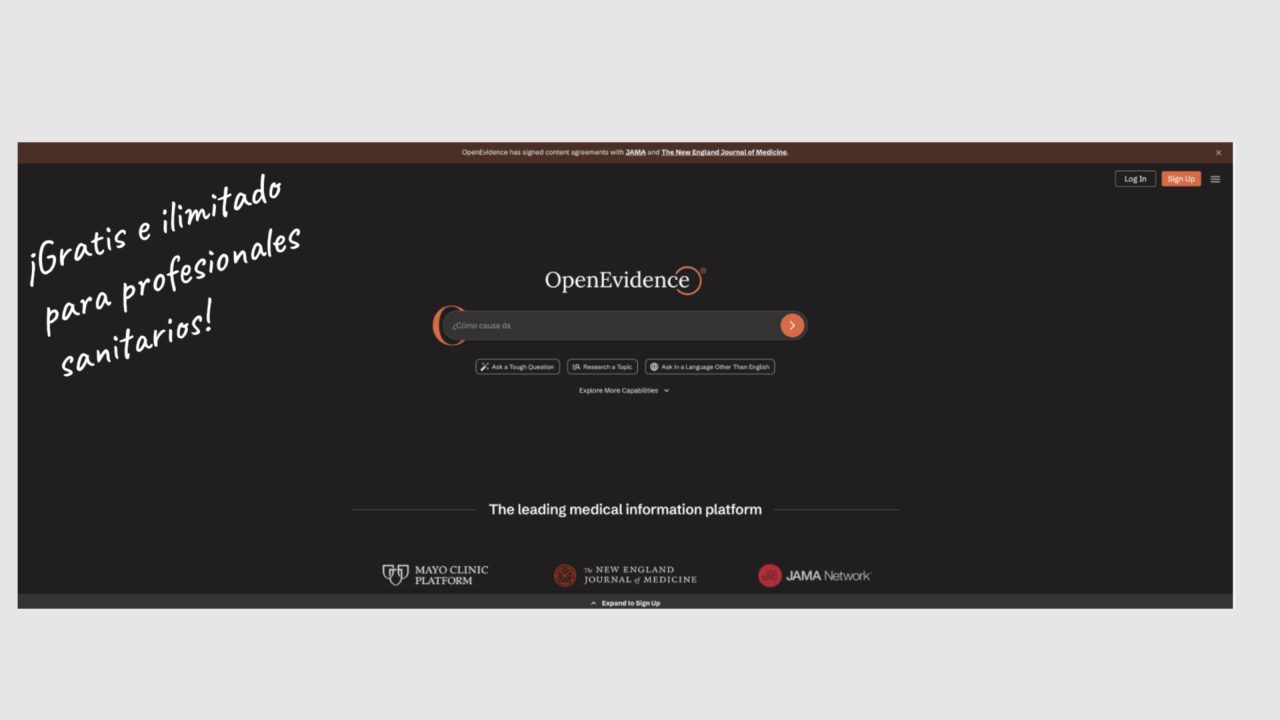 OpenEvidence has signed content agreements with JAMA and The New England Journal of Medicine.
Log In
Sign Up
¡Gratis e ilimitado
para profesionales
sanitarios!
OpenEvidence®
¿Cómo causa da
Ask a Tough Question
Research a Topic
Ask in a Language Other Than English
Explore More Capabilities
The leading medical information platform
MAYO CLINIC
PLATFORM
The NEW ENGLAND
JOURNAL of MEDICINE
JAMA Network
Expand to Sign Up